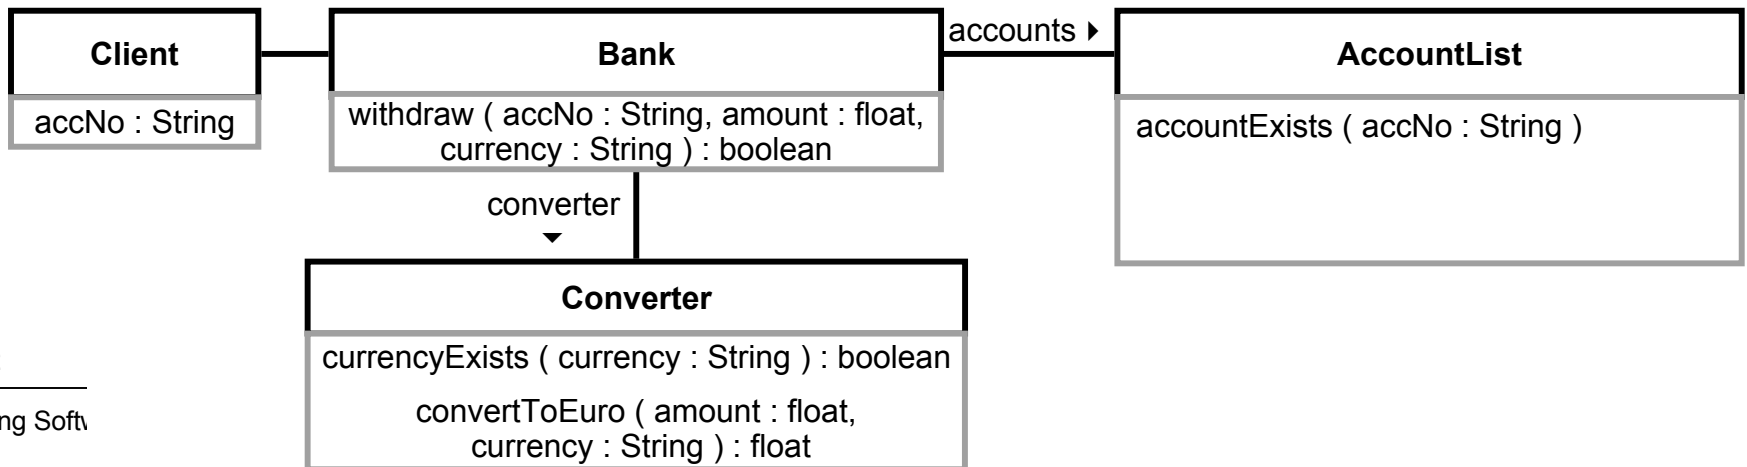 Client
Bank
accounts
AccountList
accNo : String
withdraw ( accNo : String, amount : float,
currency : String ) : boolean
accountExists ( accNo : String )
converter
Converter
currencyExists ( currency : String ) : boolean
convertToEuro ( amount : float,
currency : String ) : float